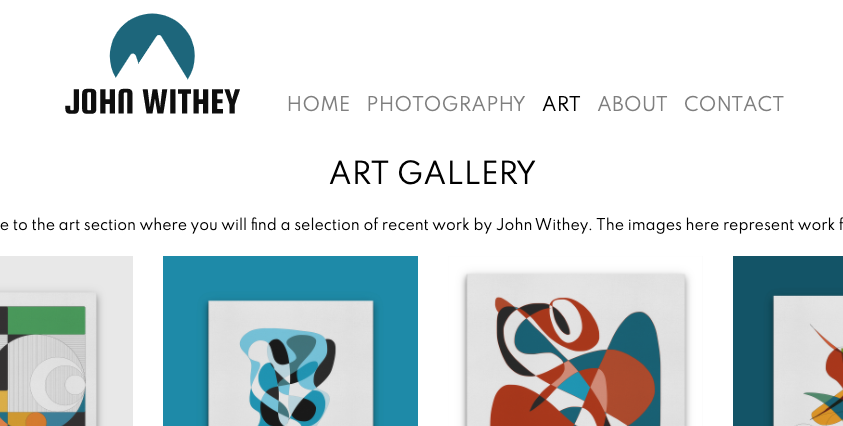 JOHN WITHEY
HOME PHOTOGRAPHY ART ABOUT CONTACT
ART GALLERY
to the art section where you will find a selection of recent work by John Withey. The images here represent work